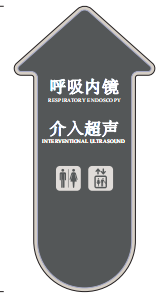 呼吸内镜
RESPIRATORY ENDOSCOPY
介入超声
INTERVENTIONAL ULTRASOUND